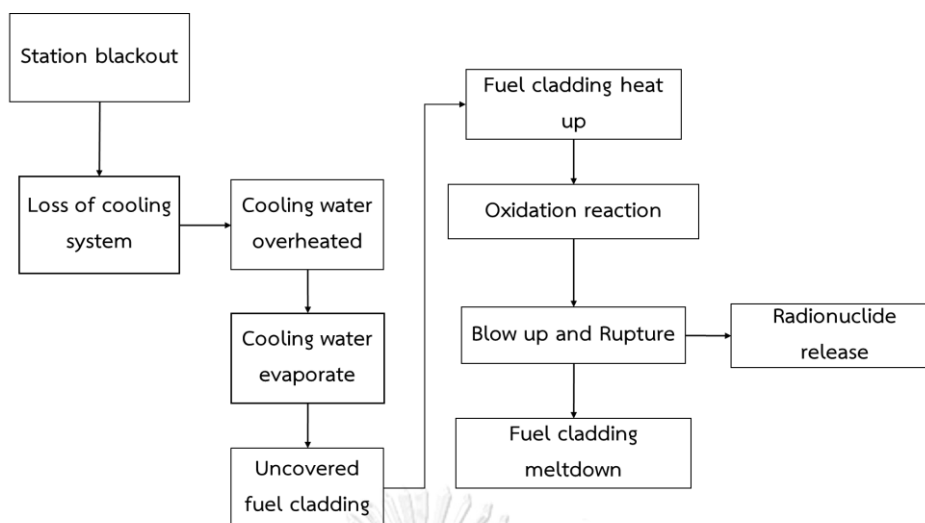 Station blackout
Loss of cooling
system
Cooling water
overheated
Cooling water
evaporate
Uncovered
fuel cladding
Fuel cladding heat
up
Oxidation reaction
Blow up and Rupture
Radionuclide
release
Fuel cladding
meltdown